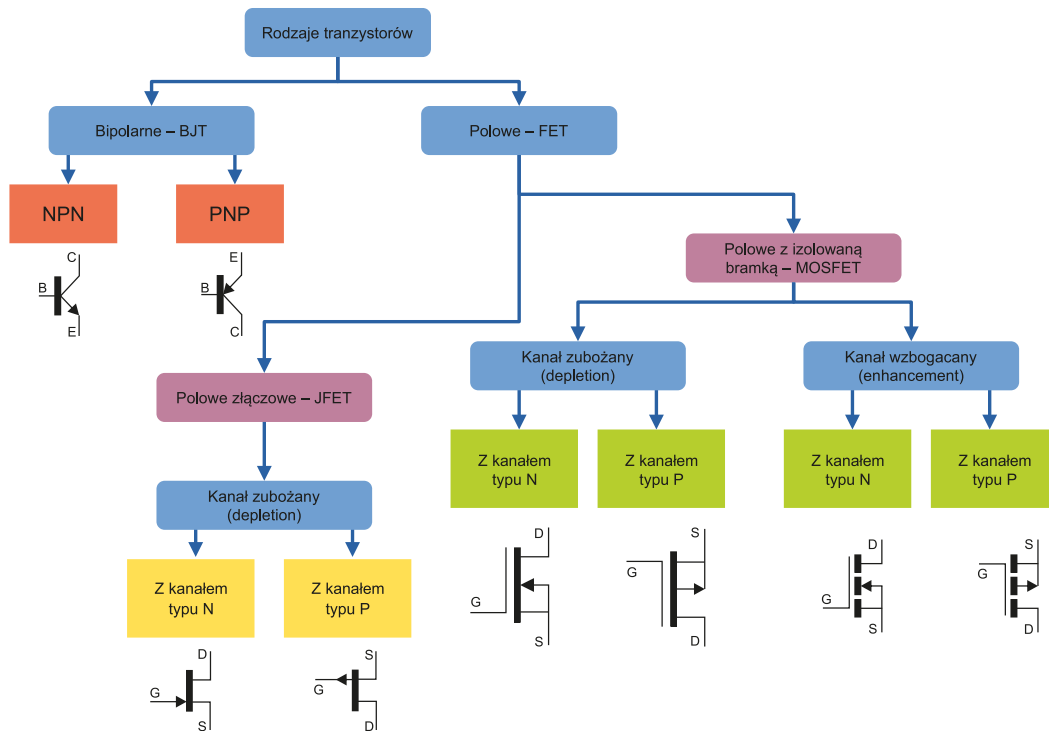 Rodzaje tranzystorów
Bipolarne – BJT
Polowe – FET
NPN
PNP
C
B
E
E
B
C
Polowe z izolowaną
bramką – MOSFET
Kanał zubożany
(depletion)
Kanał wzbogacany
(enhancement)
Polowe złączowe – JFET
Z kanałem
typu N
Z kanałem
typu P
Z kanałem
typu N
Z kanałem
typu P
Kanał zubożany
(depletion)
D
G
S
S
G
D
D
G
S
S
G
D
Z kanałem
typu N
Z kanałem
typu P
D
G
S
S
G
D